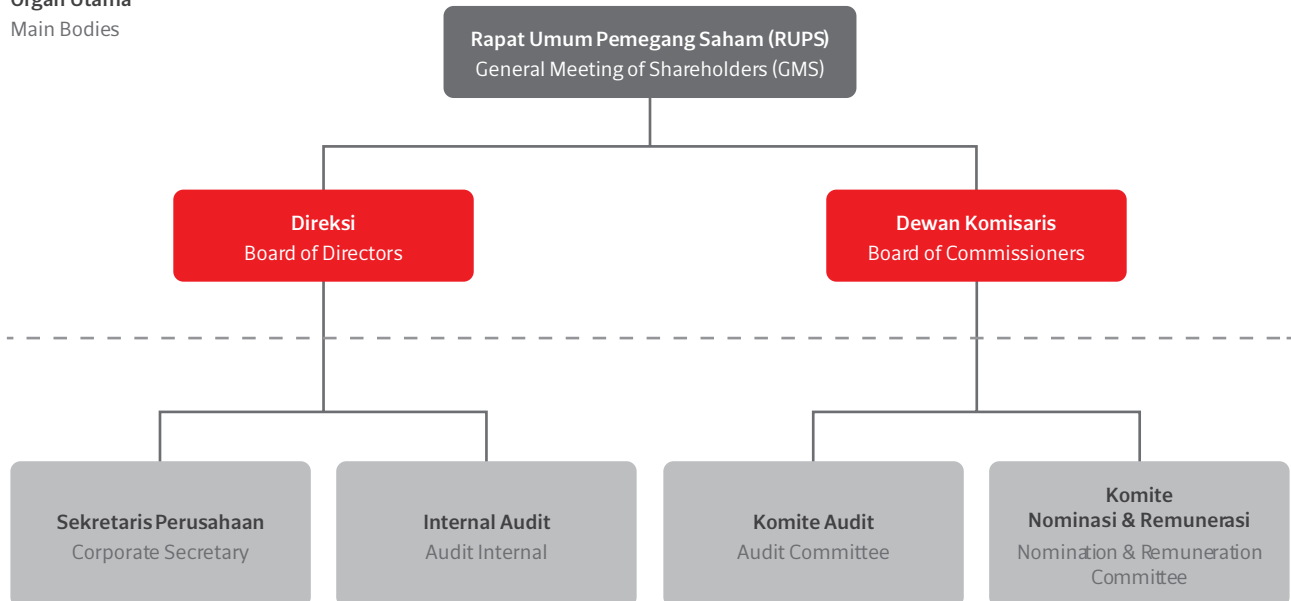 Organ Utama
Main Bodies
Rapat Umum Pemegang Saham (RUPS)
General Meeting of Shareholders (GMS)
Direksi
Board of Directors
Dewan Komisaris
Board of Commissioners
Sekretaris Perusahaan
Corporate Secretary
Internal Audit
Audit Internal
Komite Audit
Audit Committee
Komite
Nominasi & Remunerasi
Nomination & Remuneration
Committee